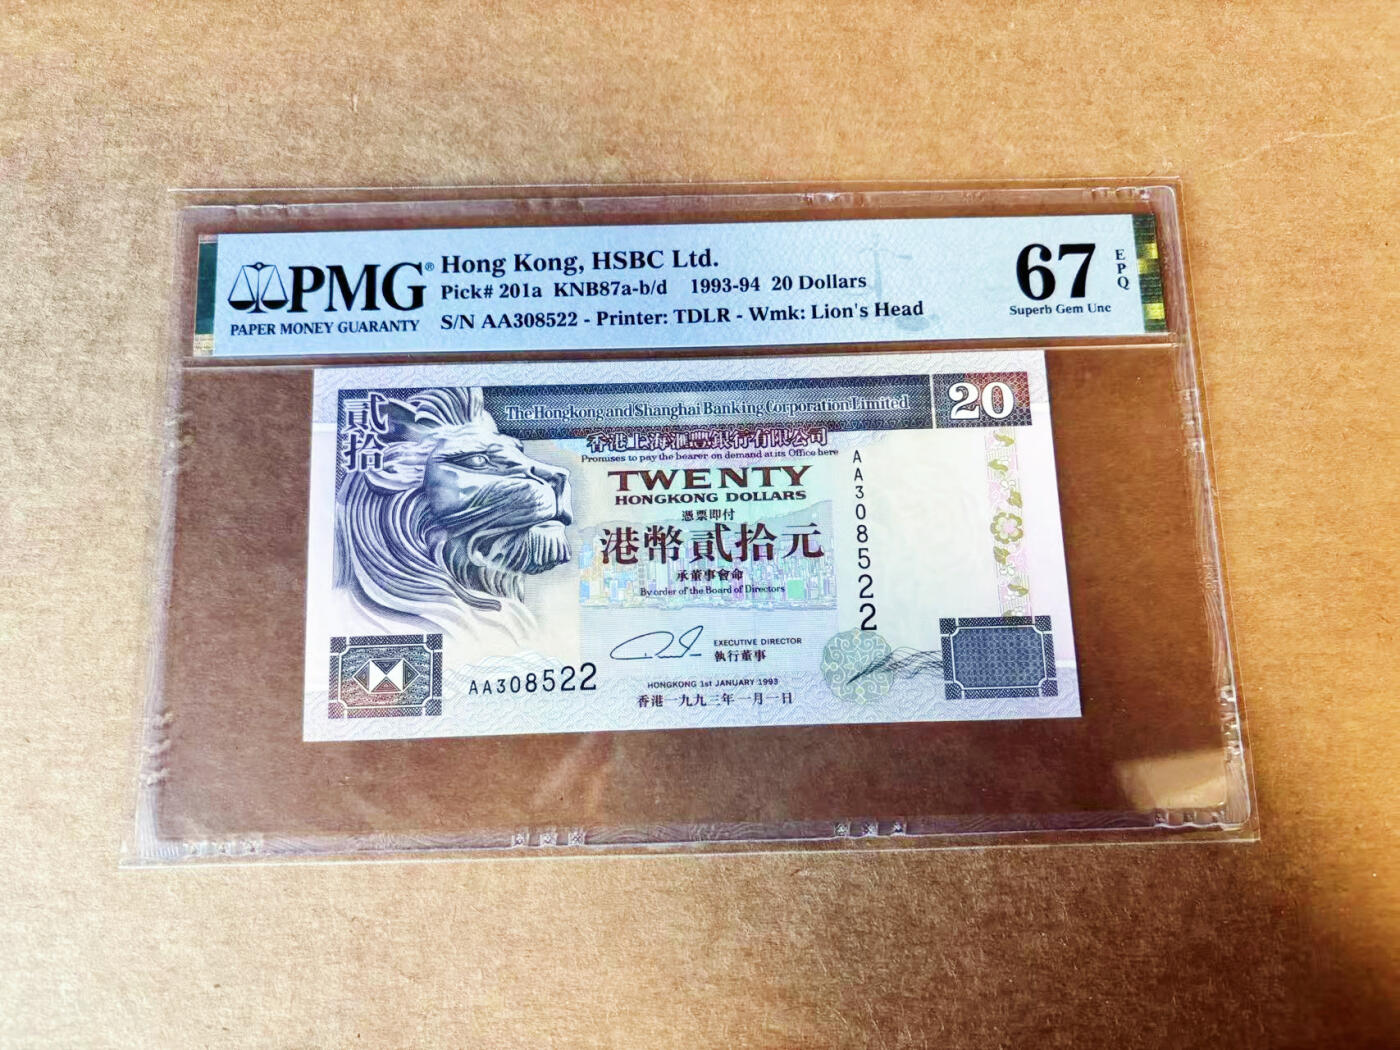 PMG®
PAPER MONEY GUARANTY
Hong Kong, HSBC Ltd.
Pick# 201a KNB87a-b/d 1993-94 20 Dollars
S/N AA308522 - Printer: TDLR - Wmk: Lion's Head
67
EPQ
Superb Gem Unc
貳拾
The Hongkong and Shanghai Banking Corporation Limited
20
香港上海滙豐銀行有限公司
Promises to pay the bearer on demand at its Office here
TWENTY
HONGKONG DOLLARS
憑票即付
港幣貳拾元
承董事會命
By order of the Board of Directors
AA308522
EXECUTIVE DIRECTOR
執行董事
AA308522
HONGKONG 1st JANUARY 1993
香港一九九三年一月一日